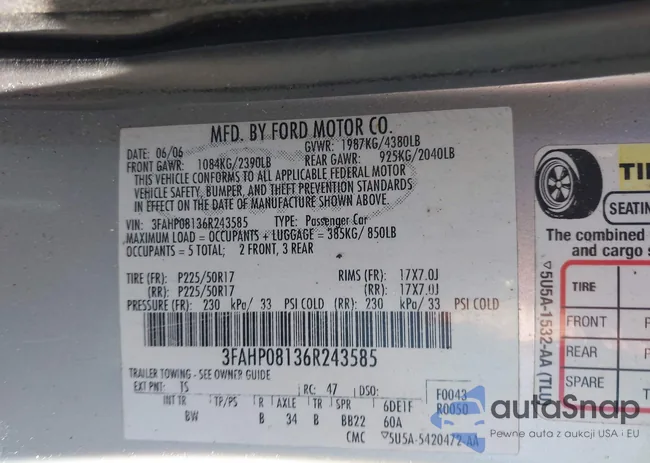 MFD. BY FORD MOTOR CO.
DATE: 06/06 GVWR: 1987KG/4380LB
FRONT GAWR: 1084KG/2390LB REAR GAWR: 925KG/2040LB
THIS VEHICLE CONFORMS TO ALL APPLICABLE FEDERAL MOTOR
VEHICLE SAFETY, BUMPER, AND THEFT PREVENTION STANDARDS
IN EFFECT ON THE DATE OF MANUFACTURE SHOWN ABOVE.
VIN: 3FAHP08136R243585 TYPE: Passenger Car
MAXIMUM LOAD = OCCUPANTS + LUGGAGE = 385KG/ 850LB
OCCUPANTS = 5 TOTAL; 2 FRONT, 3 REAR
TIRE (FR): P225/50R17 RIMS (FR): 17X7.0J
(RR): P225/50R17 (RR): 17X7.0J
PRESSURE (FR): 230 kPa/ 33 PSI COLD (RR): 230 kPa/ 33 PSI COLD
3FAHP08136R243585
TRAILER TOWING - SEE OWNER GUIDE
EXT PNT: TS RC: 47 DSO: F0043
INT TR TP/PS R AXLE TR SPR 6DE1F R0050
BW B 34 B BB22 60A
CMC ▽5U5A-5420472-AA
SEATING
The combined
and cargo
TIRE
FRONT
REAR
SPARE
▽5U5A-1532-AA (TLD)
autoSnap
Pewne auta z aukcji USA i EU